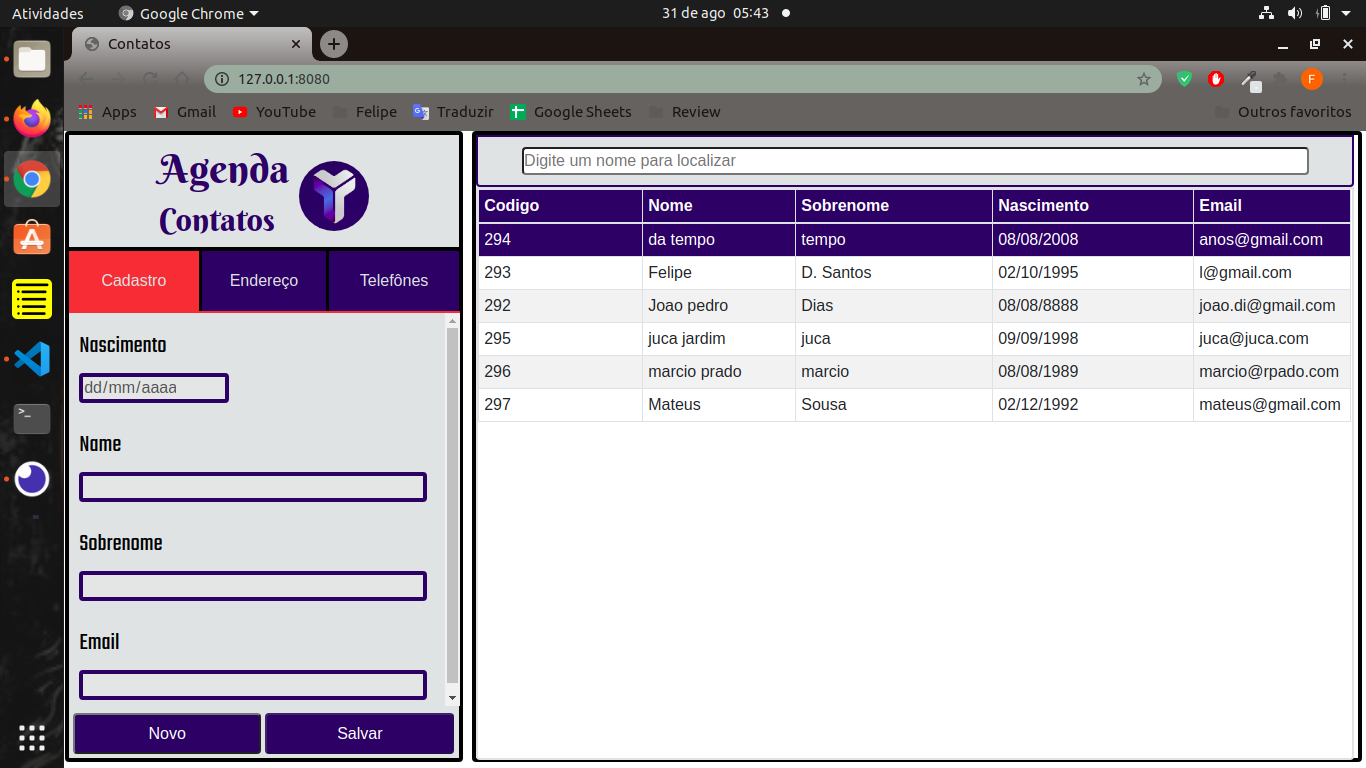 Atividades Google Chrome 31 de ago 05:43
Contatos
127.0.0.1:8080
Apps Gmail YouTube Felipe Traduzir Google Sheets Review Outros favoritos
Agenda
Contatos
Cadastro Endereço Telefônes
Nascimento
dd/mm/aaaa
Name
Sobrenome
Email
Novo Salvar
Digite um nome para localizar
Codigo Nome Sobrenome Nascimento Email
294 da tempo tempo 08/08/2008 anos@gmail.com
293 Felipe D. Santos 02/10/1995 l@gmail.com
292 Joao pedro Dias 08/08/8888 joao.di@gmail.com
295 juca jardim juca 09/09/1998 juca@juca.com
296 marcio prado marcio 08/08/1989 marcio@rpado.com
297 Mateus Sousa 02/12/1992 mateus@gmail.com